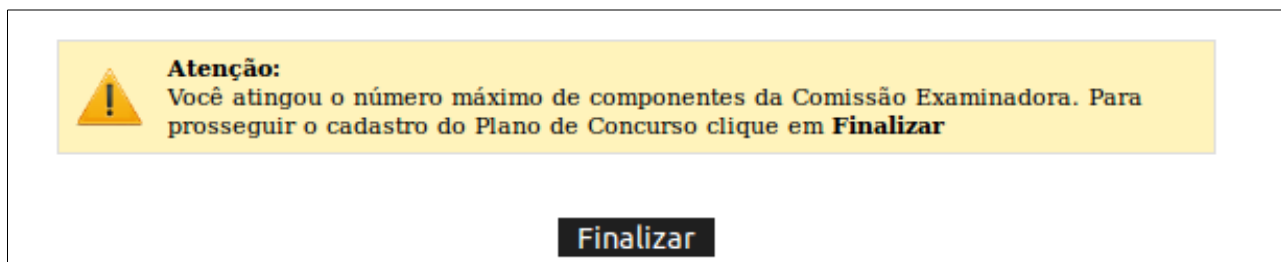 Atenção:
Você atingou o número máximo de componentes da Comissão Examinadora. Para
prosseguir o cadastro do Plano de Concurso clique em Finalizar
Finalizar